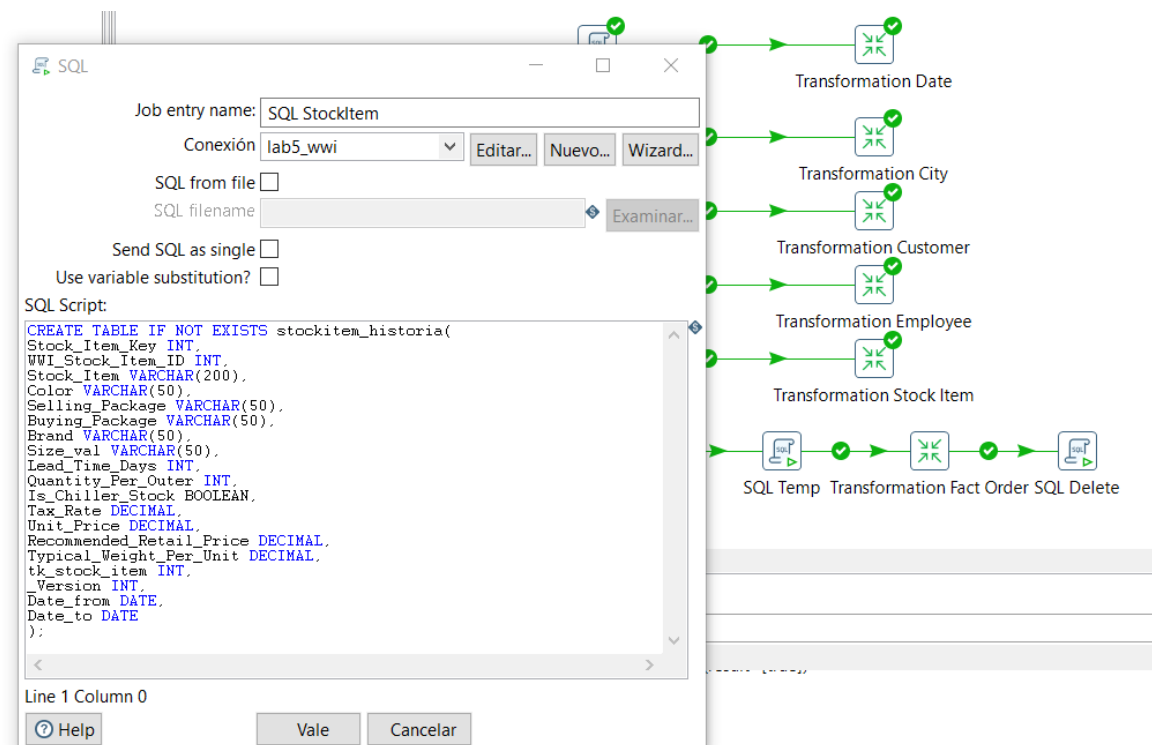 SQL
Job entry name: SQL StockItem
Conexión lab5_wwi Editar... Nuevo... Wizard...
SQL from file
SQL filename Examinar...
Send SQL as single
Use variable substitution?
SQL Script:
CREATE TABLE IF NOT EXISTS stockitem_historia(
Stock_Item_Key INT,
WWI_Stock_Item_ID INT,
Stock_Item VARCHAR(200),
Color VARCHAR(50),
Selling_Package VARCHAR(50),
Buying_Package VARCHAR(50),
Brand VARCHAR(50),
Size_val VARCHAR(50),
Lead_Time_Days INT,
Quantity_Per_Outer INT,
Is_Chiller_Stock BOOLEAN,
Tax_Rate DECIMAL,
Unit_Price DECIMAL,
Recommended_Retail_Price DECIMAL,
Typical_Weight_Per_Unit DECIMAL,
tk_stock_item INT,
_Version INT,
Date_from DATE,
Date_to DATE
);
Line 1 Column 0
Help Vale Cancelar
Transformation Date
Transformation City
Transformation Customer
Transformation Employee
Transformation Stock Item
SQL Temp Transformation Fact Order SQL Delete